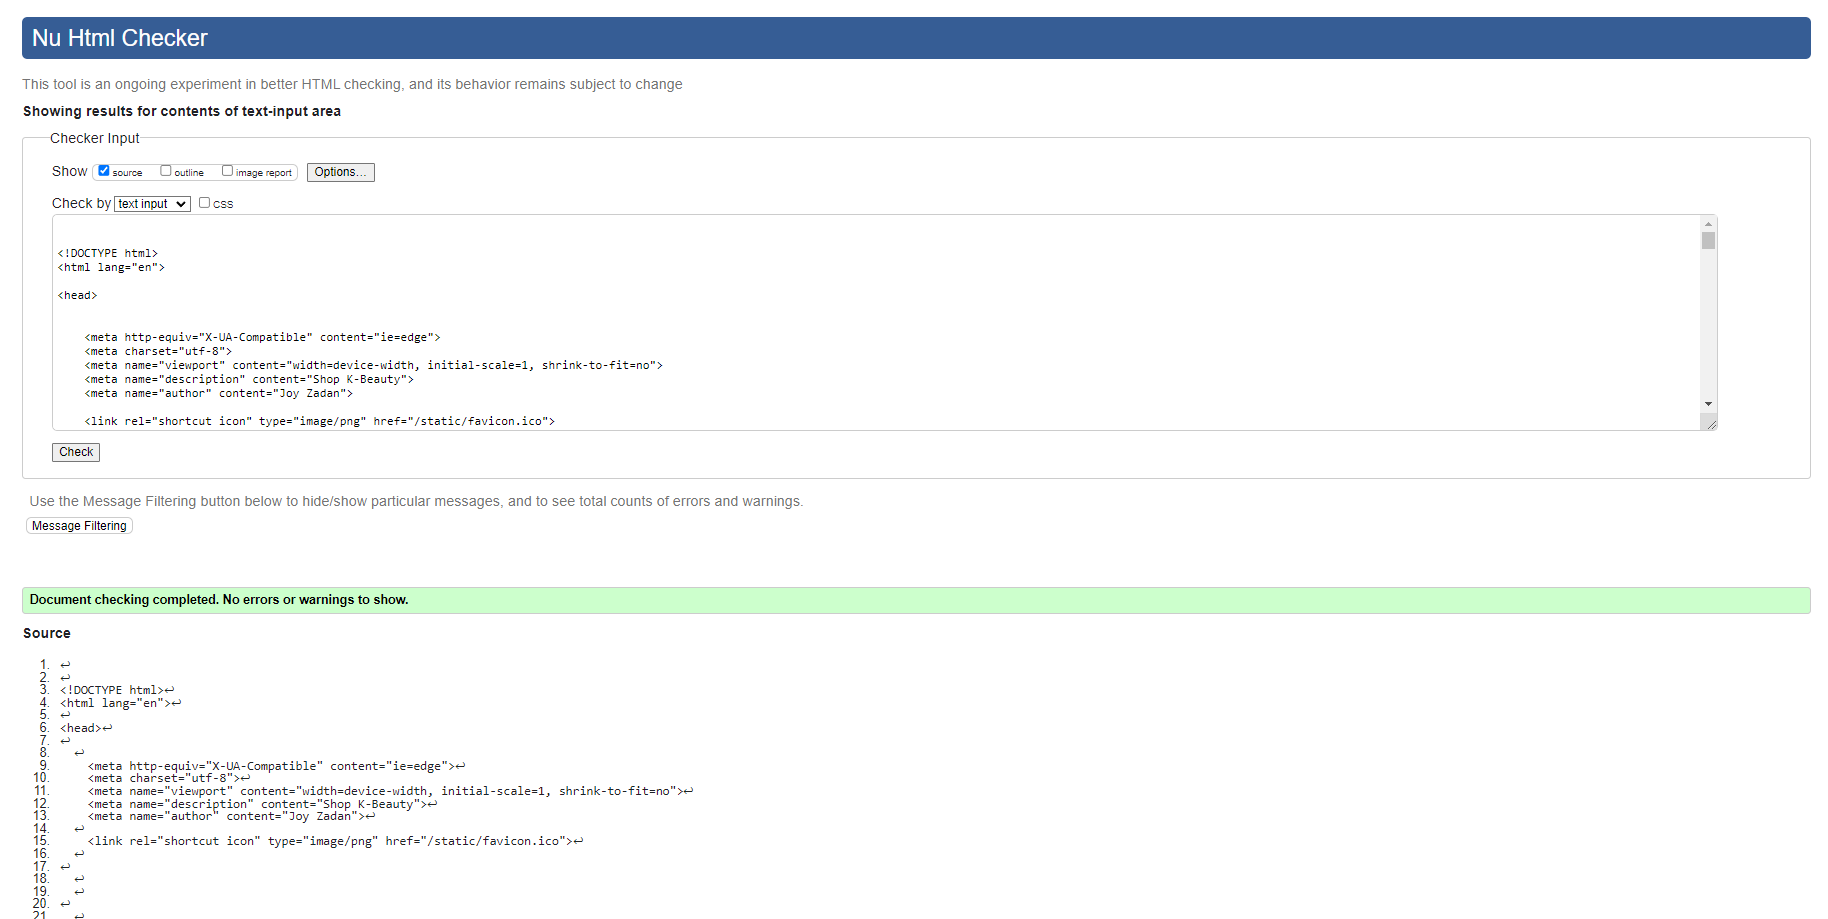 Nu Html Checker
This tool is an ongoing experiment in better HTML checking, and its behavior remains subject to change
Showing results for contents of text-input area
Checker Input
Show source outline image report Options...
Check by text input css
<!DOCTYPE html>
<html lang="en">
<head>
<meta http-equiv="X-UA-Compatible" content="ie=edge">
<meta charset="utf-8">
<meta name="viewport" content="width=device-width, initial-scale=1, shrink-to-fit=no">
<meta name="description" content="Shop K-Beauty">
<meta name="author" content="Joy Zadan">
<link rel="shortcut icon" type="image/png" href="/static/favicon.ico">
Check
Use the Message Filtering button below to hide/show particular messages, and to see total counts of errors and warnings.
Message Filtering
Document checking completed. No errors or warnings to show.
Source
1. ↩
2. ↩
3. <!DOCTYPE html>↩
4. <html lang="en">↩
5. ↩
6. <head>↩
7. ↩
8. ↩
9. <meta http-equiv="X-UA-Compatible" content="ie=edge">↩
10. <meta charset="utf-8">↩
11. <meta name="viewport" content="width=device-width, initial-scale=1, shrink-to-fit=no">↩
12. <meta name="description" content="Shop K-Beauty">↩
13. <meta name="author" content="Joy Zadan">↩
14. ↩
15. <link rel="shortcut icon" type="image/png" href="/static/favicon.ico">↩
16. ↩
17. ↩
18. ↩
19. ↩
20. ↩
21. ↩